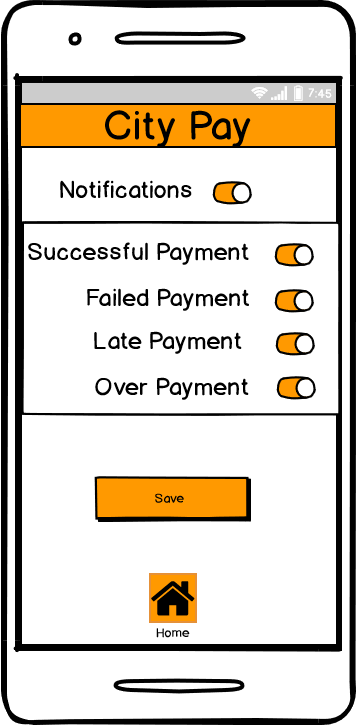 7:45
City Pay
Notifications
Successful Payment
Failed Payment
Late Payment
Over Payment
Save
Home